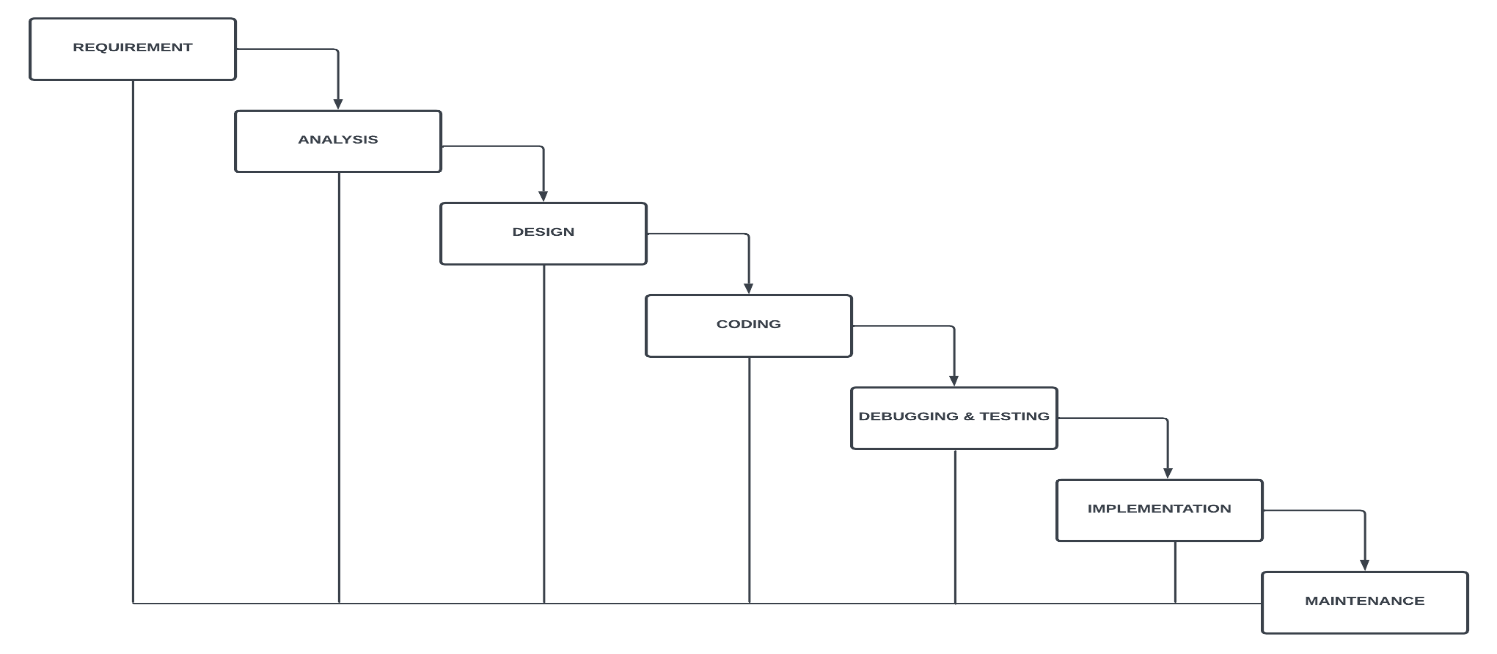 REQUIREMENT
ANALYSIS
DESIGN
CODING
DEBUGGING & TESTING
IMPLEMENTATION
MAINTENANCE